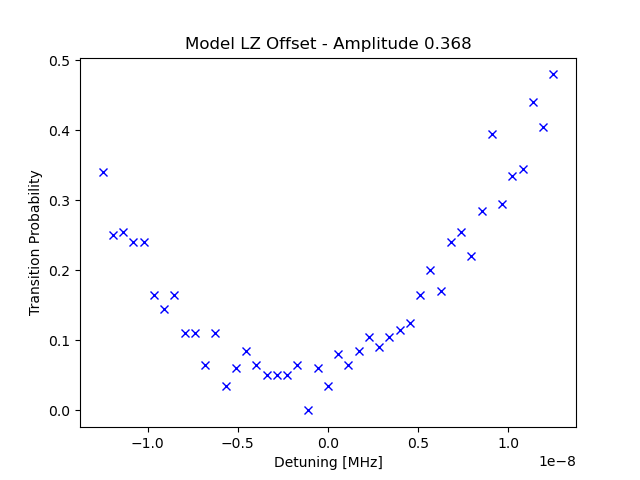 Model LZ Offset - Amplitude 0.368
Transition Probability
0.5
0.4
0.3
0.2
0.1
0.0
−1.0 −0.5 0.0 0.5 1.0
1e−8
Detuning [MHz]